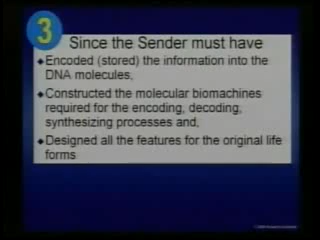 3
Since the Sender must have
◆Encoded (stored) the information into the
DNA molecules,
◆Constructed the molecular biomachines
required for the encoding, decoding,
synthesizing processes and,
◆Designed all the features for the original life
forms